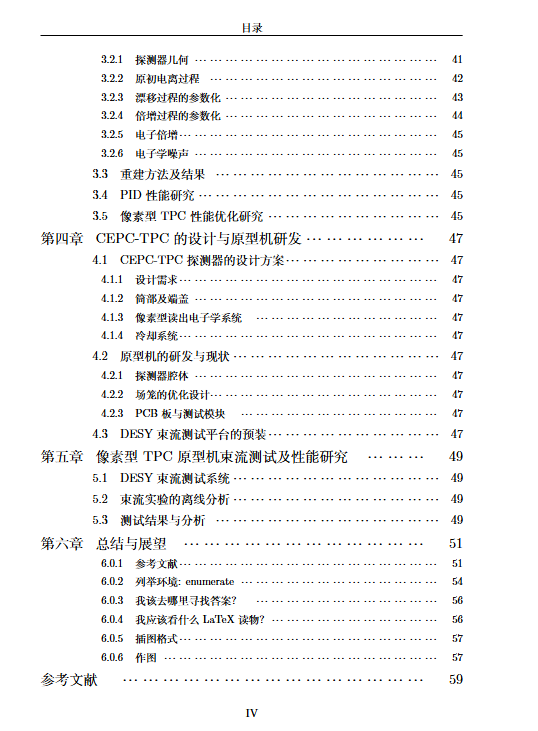 目录
3.2.1 探测器几何 ⋯ 41
3.2.2 原初电离过程 ⋯ 42
3.2.3 漂移过程的参数化 ⋯ 43
3.2.4 倍增过程的参数化 ⋯ 44
3.2.5 电子倍增 ⋯ 45
3.2.6 电子学噪声 ⋯ 45
3.3 重建方法及结果 ⋯ 45
3.4 PID 性能研究 ⋯ 45
3.5 像素型 TPC 性能优化研究 ⋯ 45
第四章 CEPC-TPC 的设计与原型机研发 ⋯ 47
4.1 CEPC-TPC 探测器的设计方案 ⋯ 47
4.1.1 设计需求 ⋯ 47
4.1.2 筒部及端盖 ⋯ 47
4.1.3 像素型读出电子学系统 ⋯ 47
4.1.4 冷却系统 ⋯ 47
4.2 原型机的研发与现状 ⋯ 47
4.2.1 探测器腔体 ⋯ 47
4.2.2 场笼的优化设计 ⋯ 47
4.2.3 PCB 板与测试模块 ⋯ 47
4.3 DESY 束流测试平台的预装 ⋯ 47
第五章 像素型 TPC 原型机束流测试及性能研究 ⋯ 49
5.1 DESY 束流测试系统 ⋯ 49
5.2 束流实验的离线分析 ⋯ 49
5.3 测试结果与分析 ⋯ 49
第六章 总结与展望 ⋯ 51
6.0.1 参考文献 ⋯ 51
6.0.2 列举环境: enumerate ⋯ 54
6.0.3 我该去哪里寻找答案? ⋯ 56
6.0.4 我应该看什么 LaTeX 读物? ⋯ 56
6.0.5 插图格式 ⋯ 57
6.0.6 作图 ⋯ 57
参考文献 ⋯ 59
IV